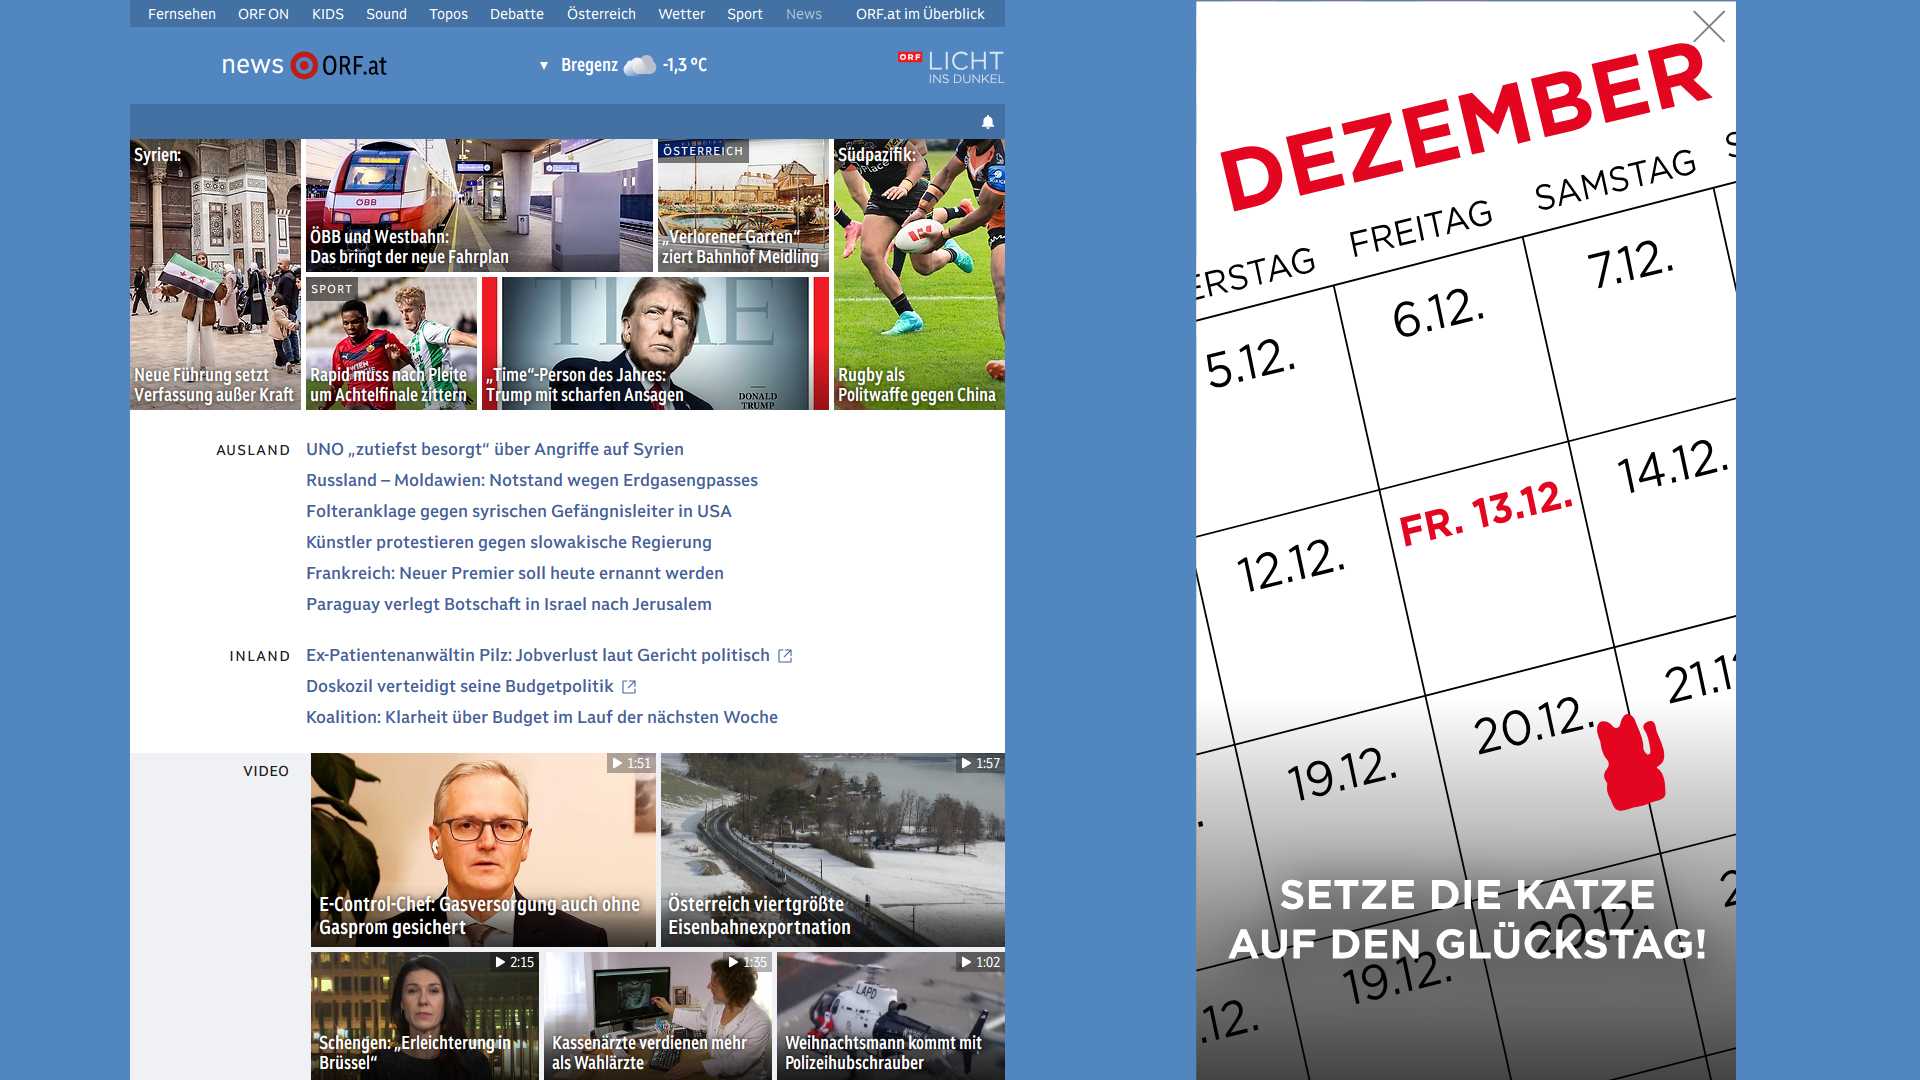 Fernsehen ORF ON KIDS Sound Topos Debatte Österreich Wetter Sport News ORF.at im Überblick
news ORF.at
Bregenz -1,3 °C
ORF LICHT
INS DUNKEL
Syrien:
Neue Führung setzt
Verfassung außer Kraft
ÖBB
ÖBB und Westbahn:
Das bringt der neue Fahrplan
ÖSTERREICH
„Verlorener Garten“
ziert Bahnhof Meidling
Südpazifik:
Rugby als
Politwaffe gegen China
SPORT
Rapid muss nach Pleite
um Achtelfinale zittern
TIME
„Time“-Person des Jahres:
Trump mit scharfen Ansagen
DONALD
TRUMP
AUSLAND
UNO „zutiefst besorgt“ über Angriffe auf Syrien
Russland – Moldawien: Notstand wegen Erdgasengpasses
Folteranklage gegen syrischen Gefängnisleiter in USA
Künstler protestieren gegen slowakische Regierung
Frankreich: Neuer Premier soll heute ernannt werden
Paraguay verlegt Botschaft in Israel nach Jerusalem
INLAND
Ex-Patientenanwältin Pilz: Jobverlust laut Gericht politisch
Doskozil verteidigt seine Budgetpolitik
Koalition: Klarheit über Budget im Lauf der nächsten Woche
VIDEO
1:51
E-Control-Chef: Gasversorgung auch ohne
Gasprom gesichert
1:57
Österreich viertgrößte
Eisenbahnexportnation
2:15
Schengen: „Erleichterung in
Brüssel“
1:35
Kassenärzte verdienen mehr
als Wahlärzte
1:02
LAPD
Weihnachtsmann kommt mit
Polizeihubschrauber
DEZEMBER
ERSTAG FREITAG SAMSTAG S
5.12. 6.12. 7.12.
12.12. FR. 13.12. 14.12.
19.12. 20.12. 21.12
SETZE DIE KATZE
AUF DEN GLÜCKSTAG!
.12. 19.12. 20.12. 2